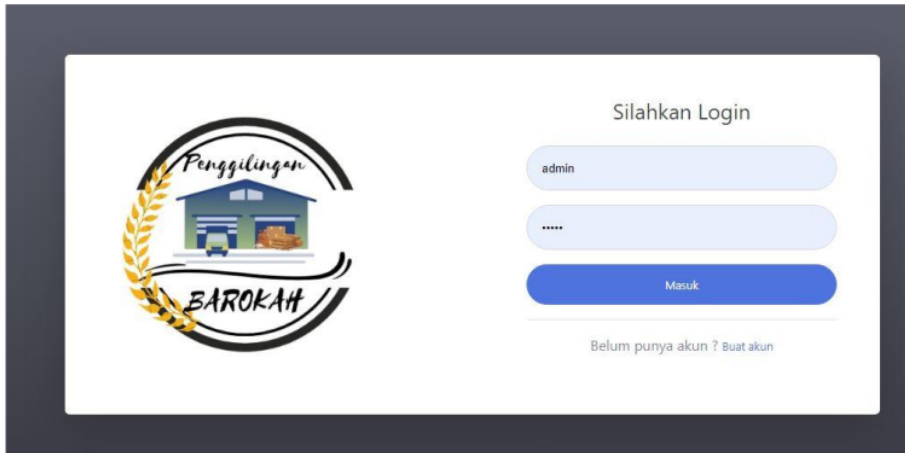 Penggilingan
BAROKAH
Silahkan Login
admin
•••••
Masuk
Belum punya akun ? Buat akun